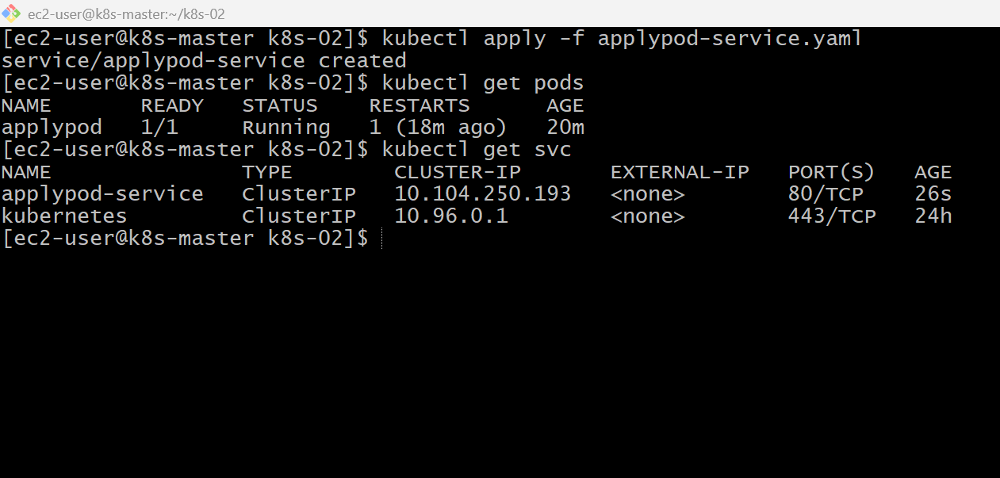 ec2-user@k8s-master:~/k8s-02
[ec2-user@k8s-master k8s-02]$ kubectl apply -f applypod-service.yaml
service/applypod-service created
[ec2-user@k8s-master k8s-02]$ kubectl get pods
NAME       READY   STATUS    RESTARTS      AGE
applypod   1/1     Running   1 (18m ago)   20m
[ec2-user@k8s-master k8s-02]$ kubectl get svc
NAME               TYPE        CLUSTER-IP       EXTERNAL-IP   PORT(S)   AGE
applypod-service   ClusterIP   10.104.250.193   <none>        80/TCP    26s
kubernetes         ClusterIP   10.96.0.1        <none>        443/TCP   24h
[ec2-user@k8s-master k8s-02]$